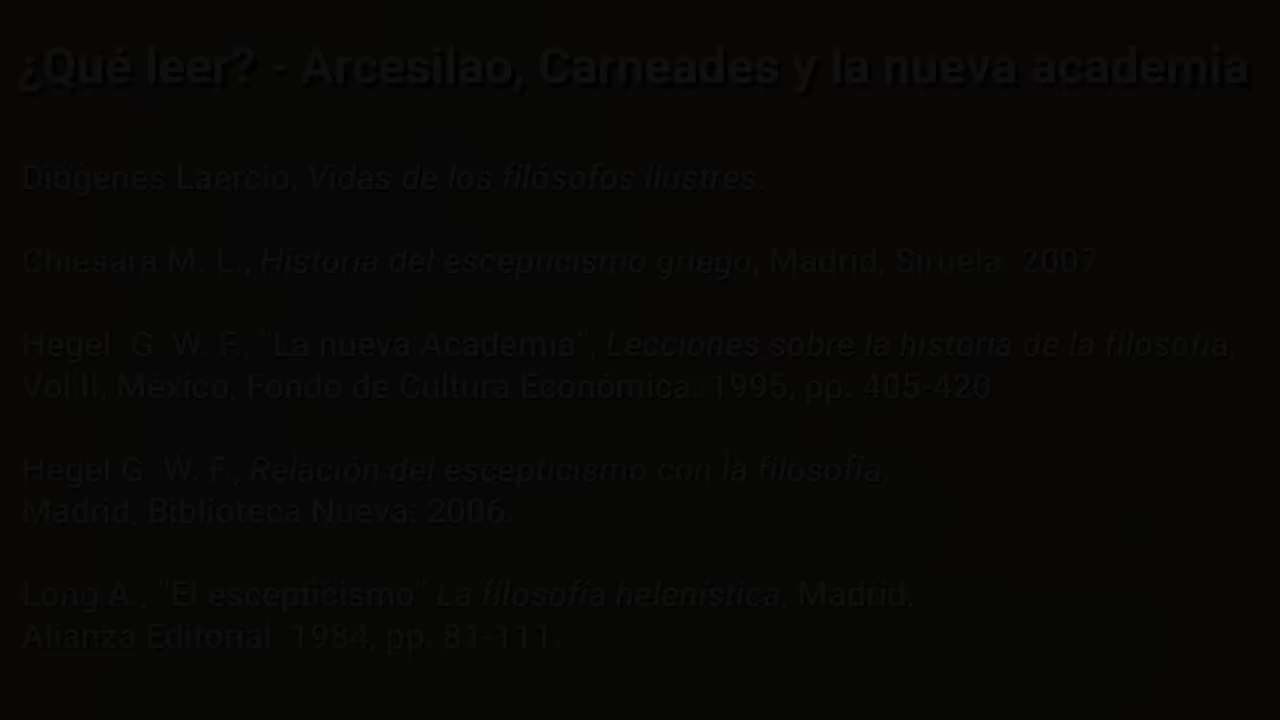 ¿Qué leer? - Arcesilao, Carneades y la nueva academia
Diógenes Laercio, Vidas de los filósofos ilustres.
Chiesara M. L., Historia del escepticismo griego, Madrid, Siruela: 2007
Hegel G. W. F., "La nueva Academia", Lecciones sobre la historia de la filosofía,
Vol II, México, Fondo de Cultura Económica: 1995, pp. 405-420
Hegel G. W. F., Relación del escepticismo con la filosofía,
Madrid, Biblioteca Nueva: 2006.
Long A., "El escepticismo" La filosofía helenística, Madrid,
Alianza Editorial 1984, pp. 81-111.